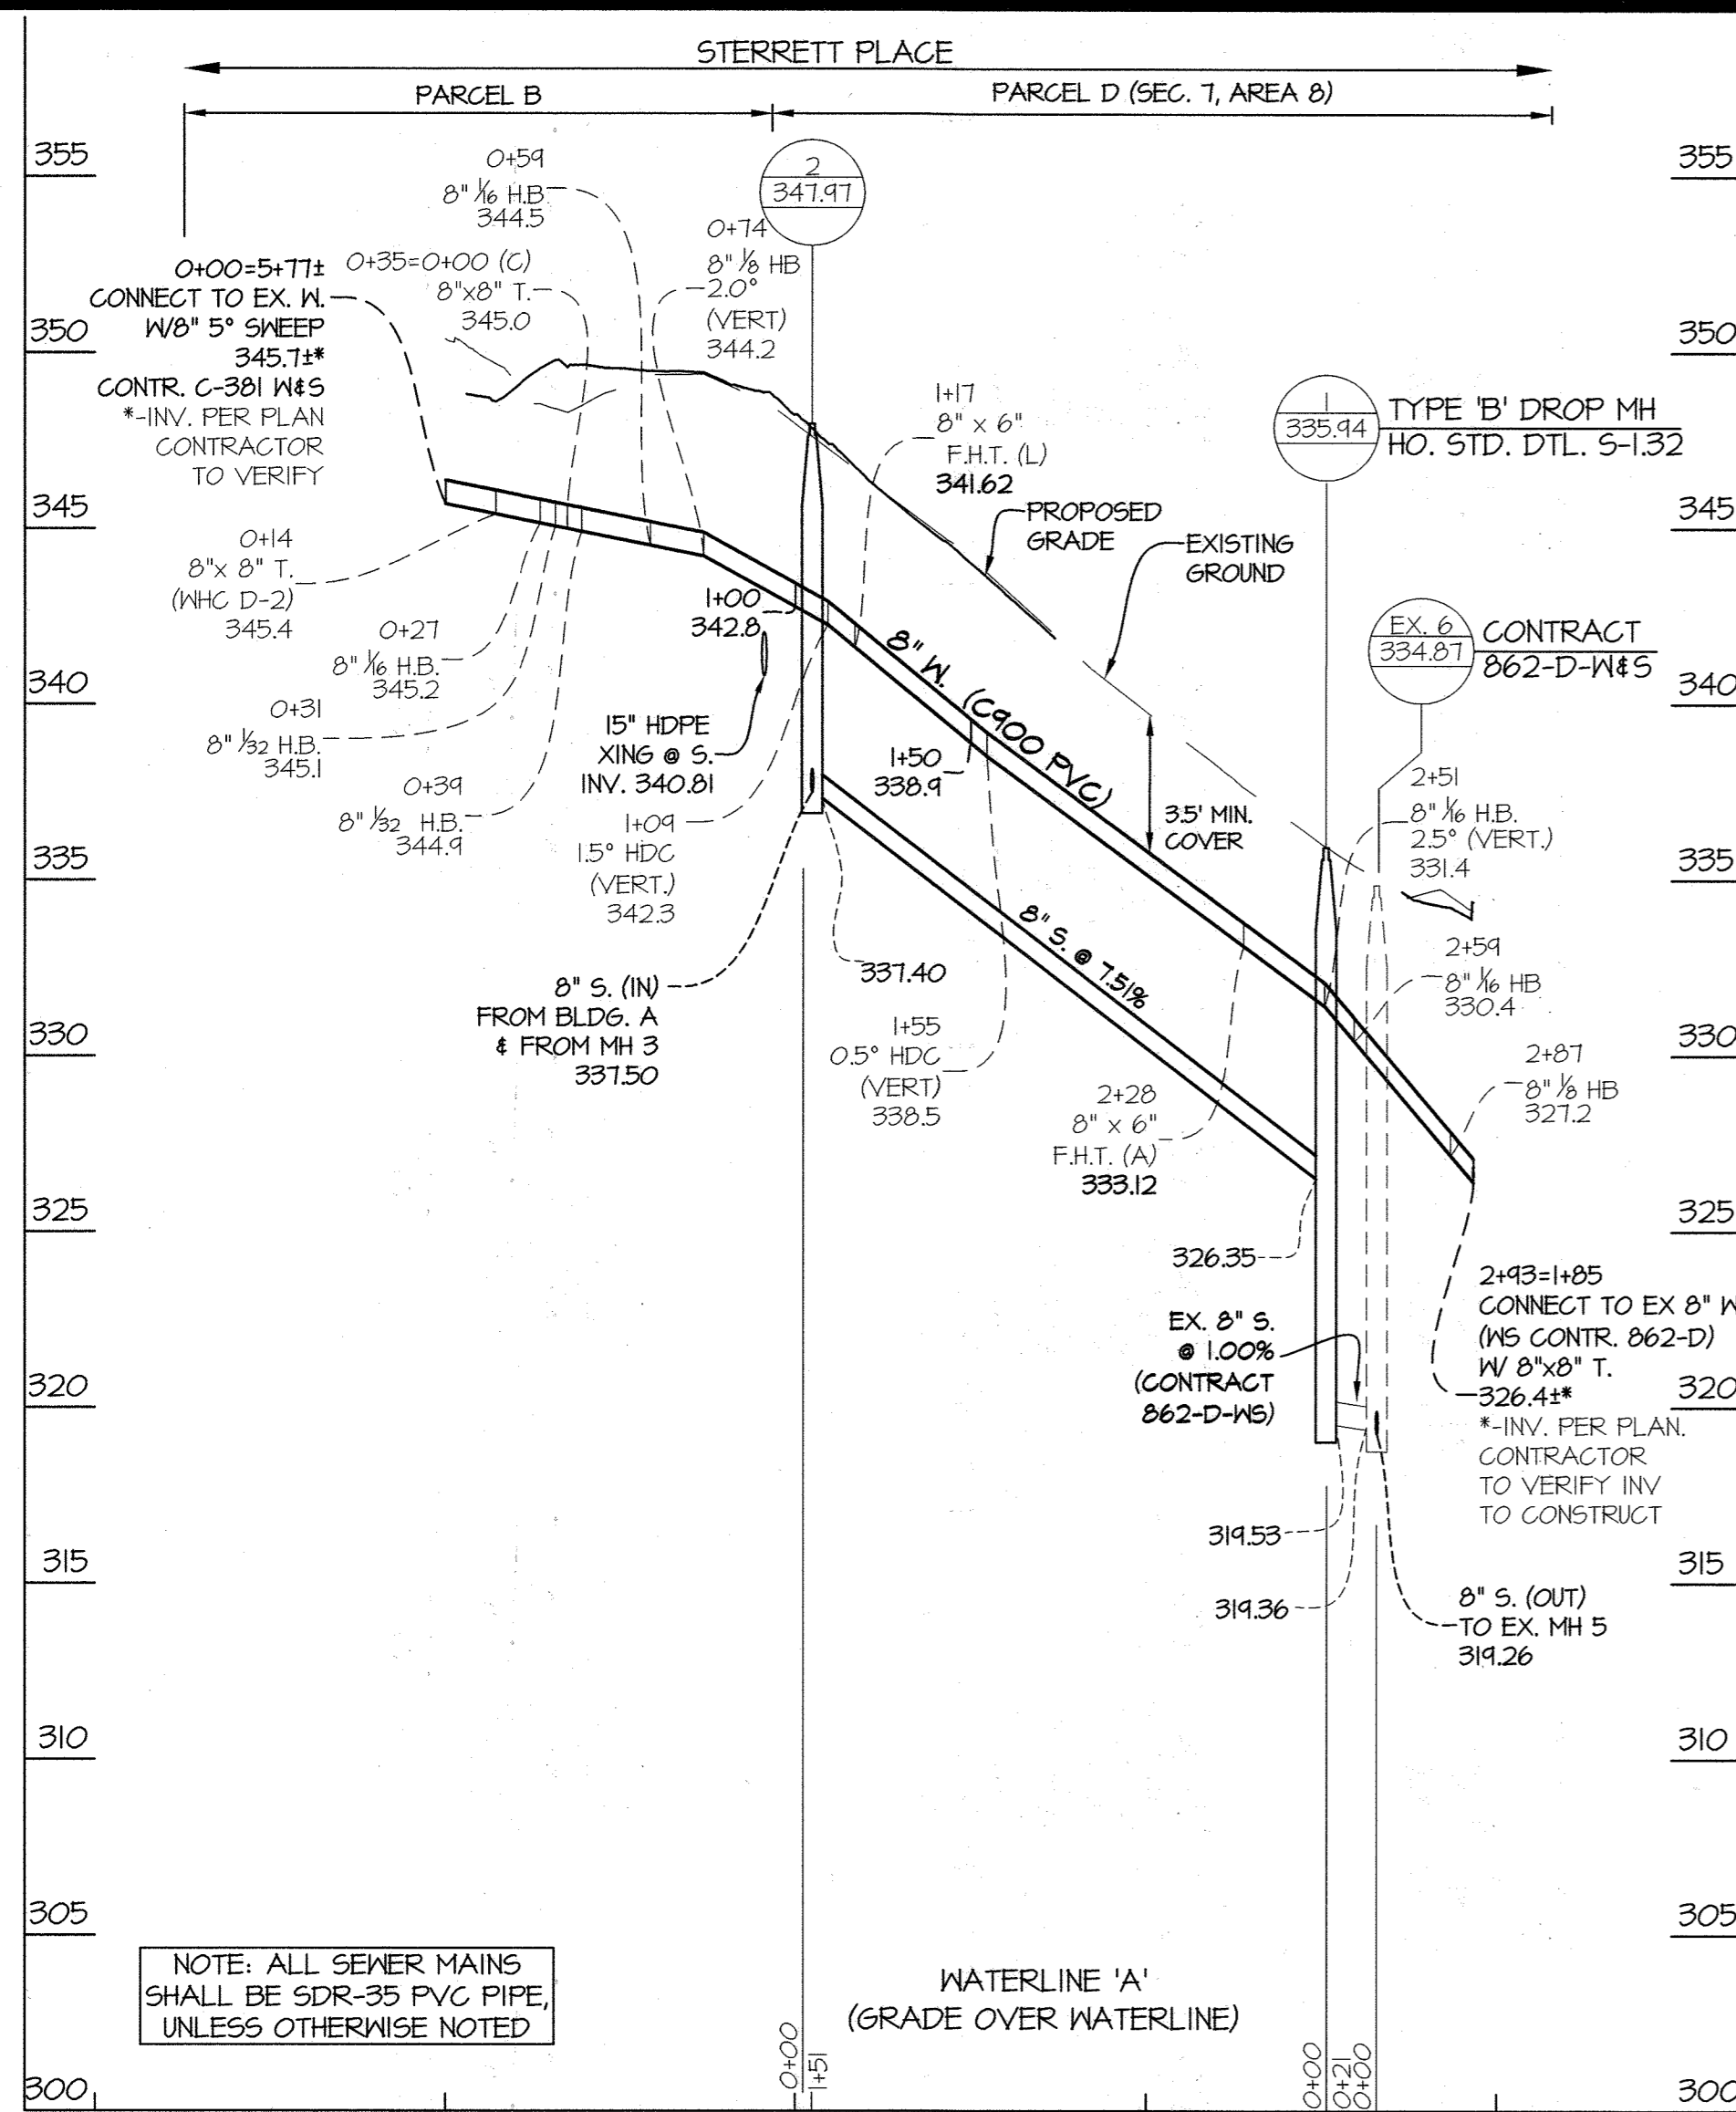 STERRETT PLACE
PARCEL B
PARCEL D (SEC. 7, AREA 8)
355
355
350
350
345
345
340
340
335
335
330
330
325
325
320
320
315
315
310
310
305
305
300
300
0+00=5+77±
CONNECT TO EX. W.
W/8" 5° SWEEP
345.7±*
CONTR. C-381 W&S
*-INV. PER PLAN
CONTRACTOR
TO VERIFY
0+59
8" 1/16 H.B.
344.5
0+35=0+00 (C)
8"x8" T.
345.0
2
347.97
0+74
8" 1/8 HB
2.0°
(VERT)
344.2
1+17
8" x 6"
F.H.T. (L)
341.62
PROPOSED
GRADE
EXISTING
GROUND
1
335.94
TYPE 'B' DROP MH
HO. STD. DTL. S-1.32
EX. 6
334.87
CONTRACT
862-D-W&S
0+14
8"x 8" T.
(WHC D-2)
345.4
0+27
8" 1/16 H.B.
345.2
0+31
8" 1/32 H.B.
345.1
0+39
8" 1/32 H.B.
344.9
1+00
342.8
15" HDPE
XING @ S.
INV. 340.81
1+09
1.5° HDC
(VERT.)
342.3
8" W. (C900 PVC)
1+50
338.9
3.5' MIN.
COVER
2+51
8" 1/16 H.B.
2.5° (VERT.)
331.4
8" S. @ 7.51%
337.40
8" S. (IN)
FROM BLDG. A
& FROM MH 3
337.50
1+55
0.5° HDC
(VERT)
338.5
2+28
8" x 6"
F.H.T. (A)
333.12
2+59
8" 1/16 HB
330.4
2+87
8" 1/8 HB
327.2
326.35
EX. 8" S.
@ 1.00%
(CONTRACT
862-D-WS)
2+93=1+85
CONNECT TO EX 8" W
(WS CONTR. 862-D)
W/ 8"x8" T.
326.4±*
*-INV. PER PLAN.
CONTRACTOR
TO VERIFY INV
TO CONSTRUCT
319.53
319.36
8" S. (OUT)
TO EX. MH 5
319.26
NOTE: ALL SEWER MAINS
SHALL BE SDR-35 PVC PIPE,
UNLESS OTHERWISE NOTED
WATERLINE 'A'
(GRADE OVER WATERLINE)
0+00
1+51
0+00
0+21
0+00